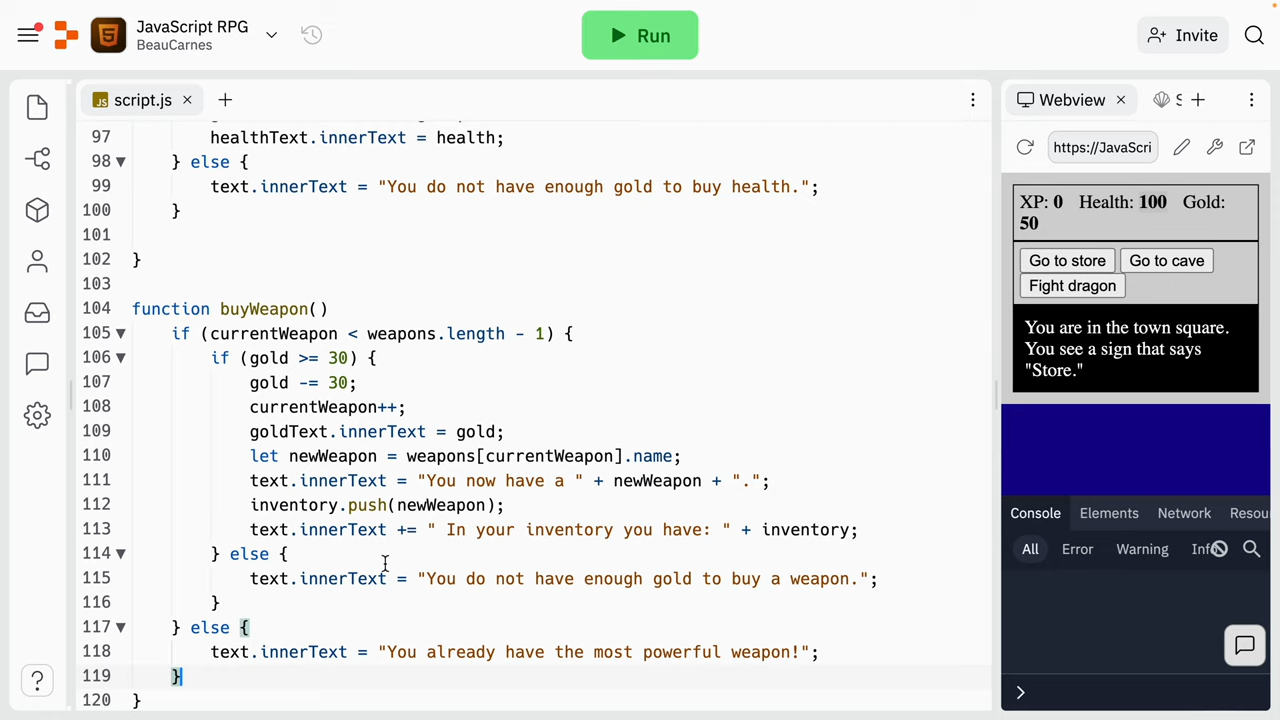 JavaScript RPG
BeauCarnes
Run
Invite
JS script.js
Webview
S
https://JavaScri
97 healthText.innerText = health;
98 } else {
99 text.innerText = "You do not have enough gold to buy health.";
100 }
101
102 }
103
104 function buyWeapon()
105 if (currentWeapon < weapons.length - 1) {
106 if (gold >= 30) {
107 gold -= 30;
108 currentWeapon++;
109 goldText.innerText = gold;
110 let newWeapon = weapons[currentWeapon].name;
111 text.innerText = "You now have a " + newWeapon + ".";
112 inventory.push(newWeapon);
113 text.innerText += " In your inventory you have: " + inventory;
114 } else {
115 text.innerText = "You do not have enough gold to buy a weapon.";
116 }
117 } else {
118 text.innerText = "You already have the most powerful weapon!";
119 }
120 }
XP: 0 Health: 100 Gold:
50
Go to store Go to cave
Fight dragon
You are in the town square.
You see a sign that says
"Store."
Console Elements Network Resou
All Error Warning Inf